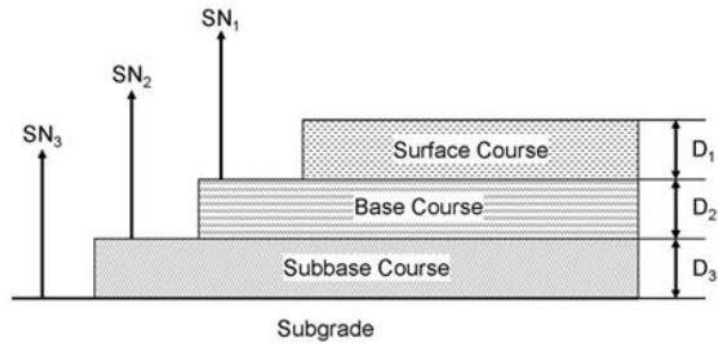 SN₁
SN₂
SN₃
Surface Course
D₁
Base Course
D₂
Subbase Course
D₃
Subgrade